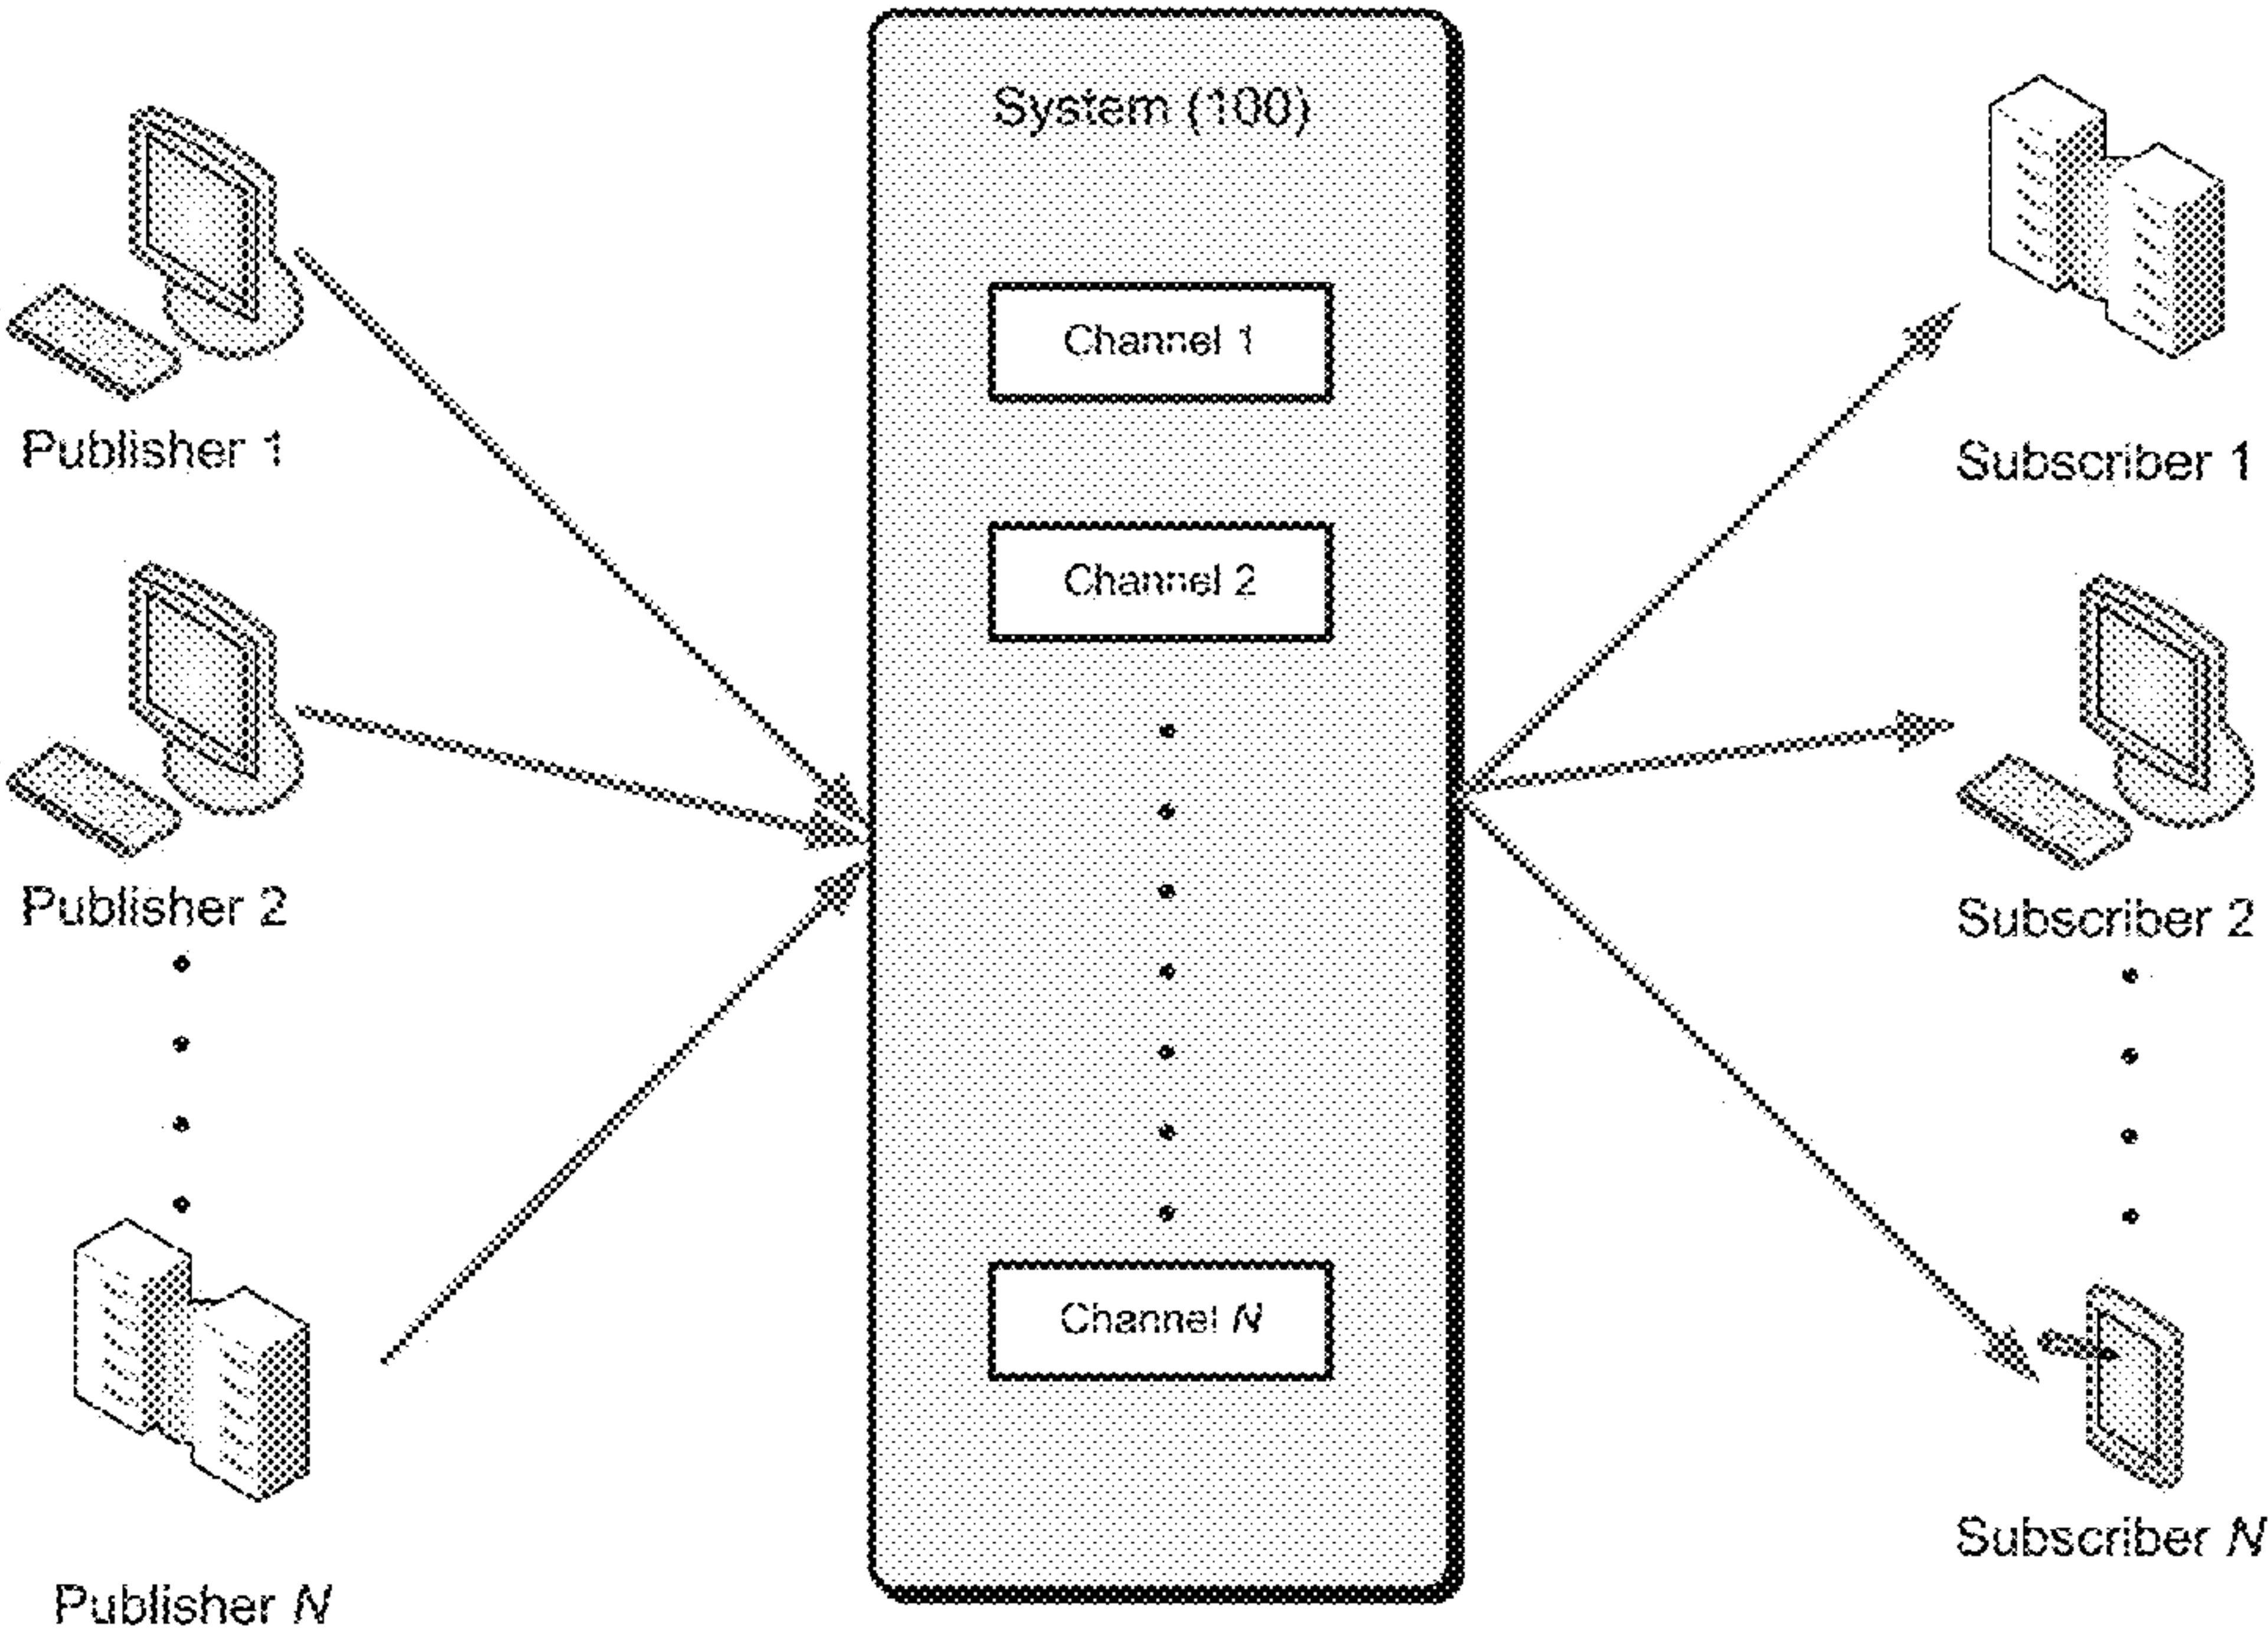 System (100)
Publisher 1
Channel 1
Subscriber 1
Publisher 2
Channel 2
Subscriber 2
Publisher N
Channel N
Subscriber N